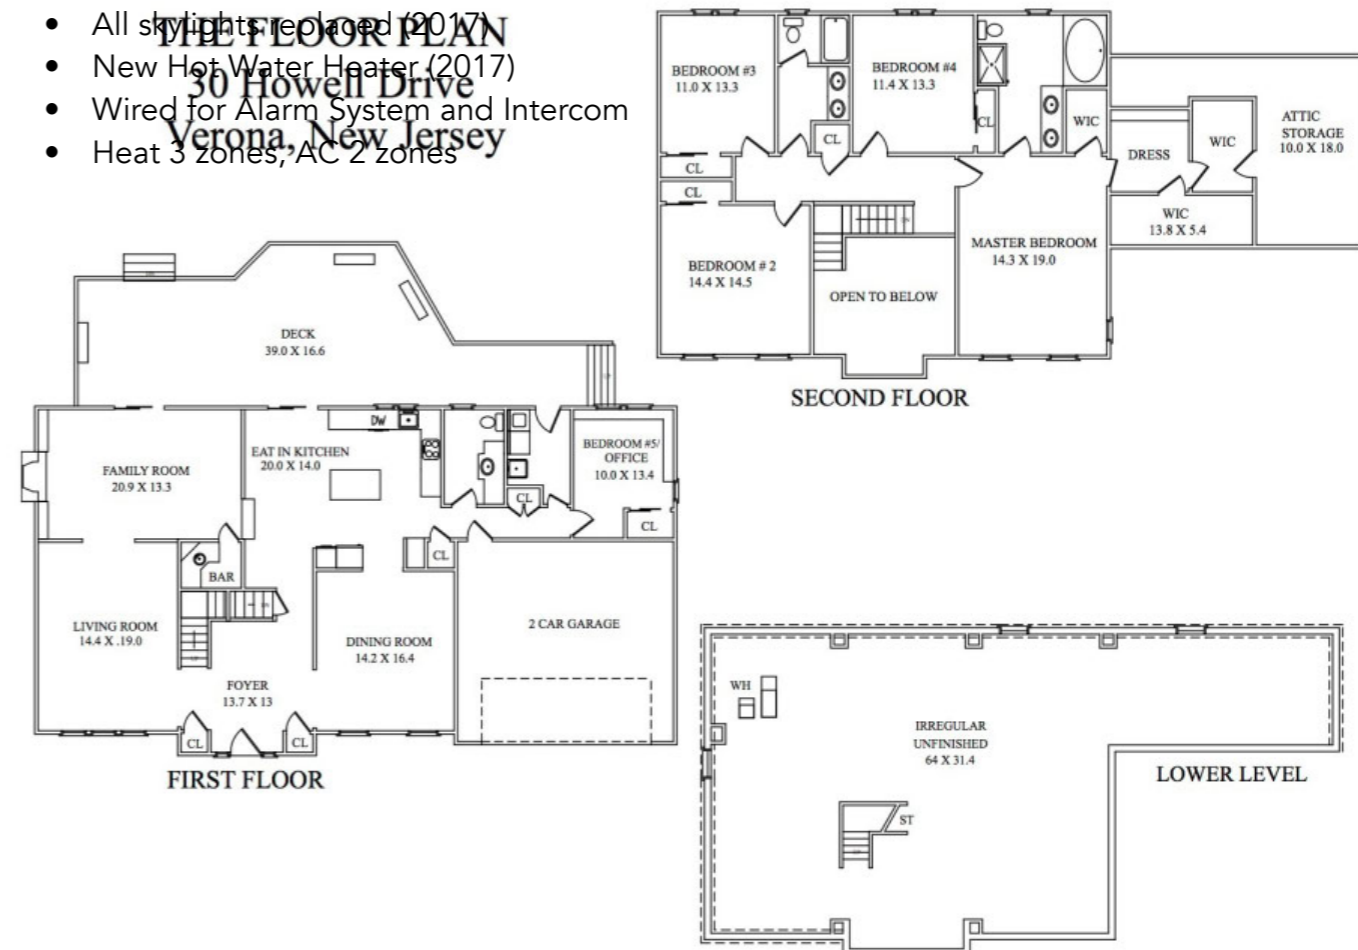 • All skylights replaced (2017)
THE FLOOR PLAN
• New Hot Water Heater (2017)
30 Howell Drive
• Wired for Alarm System and Intercom
Verona, New Jersey
• Heat 3 zones, AC 2 zones
BEDROOM #3
11.0 X 13.3
BEDROOM #4
11.4 X 13.3
CL
CL
WIC
DRESS
WIC
ATTIC
STORAGE
10.0 X 18.0
CL
CL
WIC
13.8 X 5.4
BEDROOM # 2
14.4 X 14.5
DN
OPEN TO BELOW
MASTER BEDROOM
14.3 X 19.0
SECOND FLOOR
DECK
39.0 X 16.6
FAMILY ROOM
20.9 X 13.3
EAT IN KITCHEN
20.0 X 14.0
DW
CL
BEDROOM #5/
OFFICE
10.0 X 13.4
CL
BAR
CL
LIVING ROOM
14.4 X .19.0
DINING ROOM
14.2 X 16.4
2 CAR GARAGE
FOYER
13.7 X 13
CL
CL
FIRST FLOOR
WH
IRREGULAR
UNFINISHED
64 X 31.4
ST
LOWER LEVEL